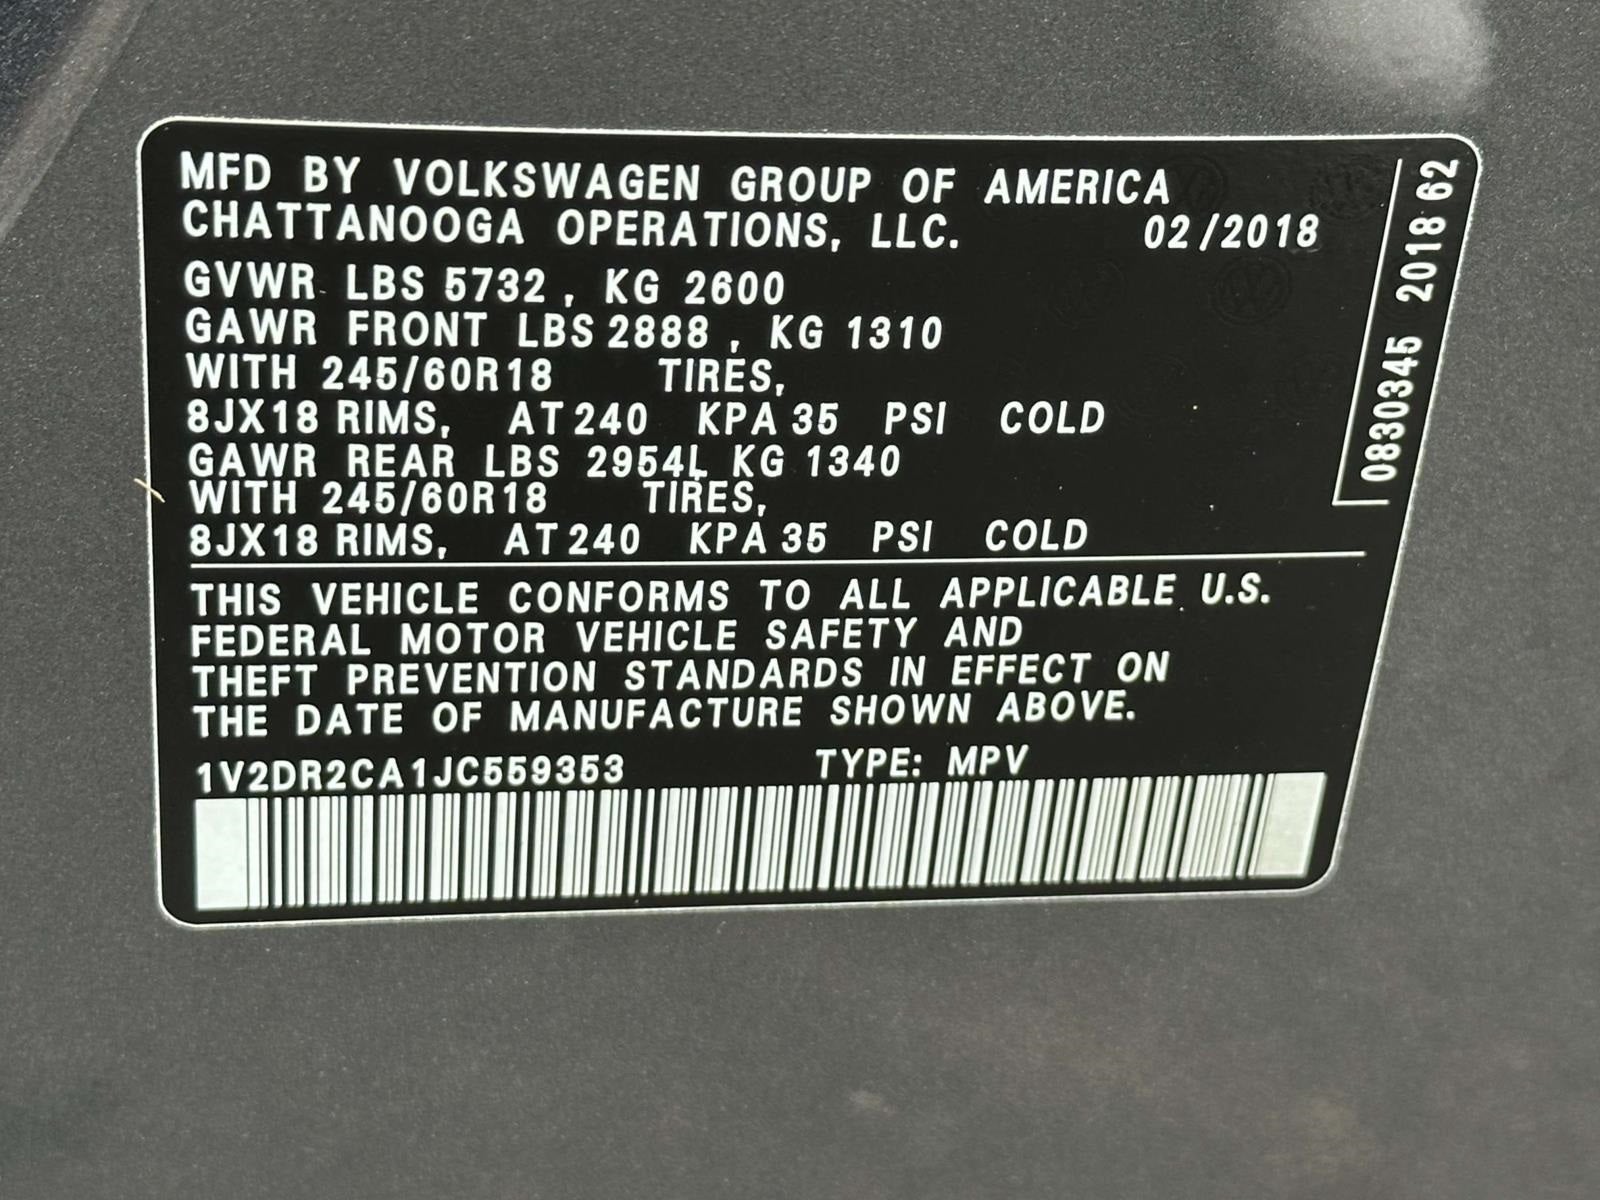 MFD BY VOLKSWAGEN GROUP OF AMERICA
CHATTANOOGA OPERATIONS, LLC. 02/2018
GVWR LBS 5732, KG 2600
GAWR FRONT LBS 2888, KG 1310
WITH 245/60R18 TIRES,
8JX18 RIMS, AT 240 KPA 35 PSI COLD
GAWR REAR LBS 2954L KG 1340
WITH 245/60R18 TIRES,
8JX18 RIMS, AT 240 KPA 35 PSI COLD
THIS VEHICLE CONFORMS TO ALL APPLICABLE U.S.
FEDERAL MOTOR VEHICLE SAFETY AND
THEFT PREVENTION STANDARDS IN EFFECT ON
THE DATE OF MANUFACTURE SHOWN ABOVE.
1V2DR2CA1JC559353 TYPE: MPV
0830345 2018 62